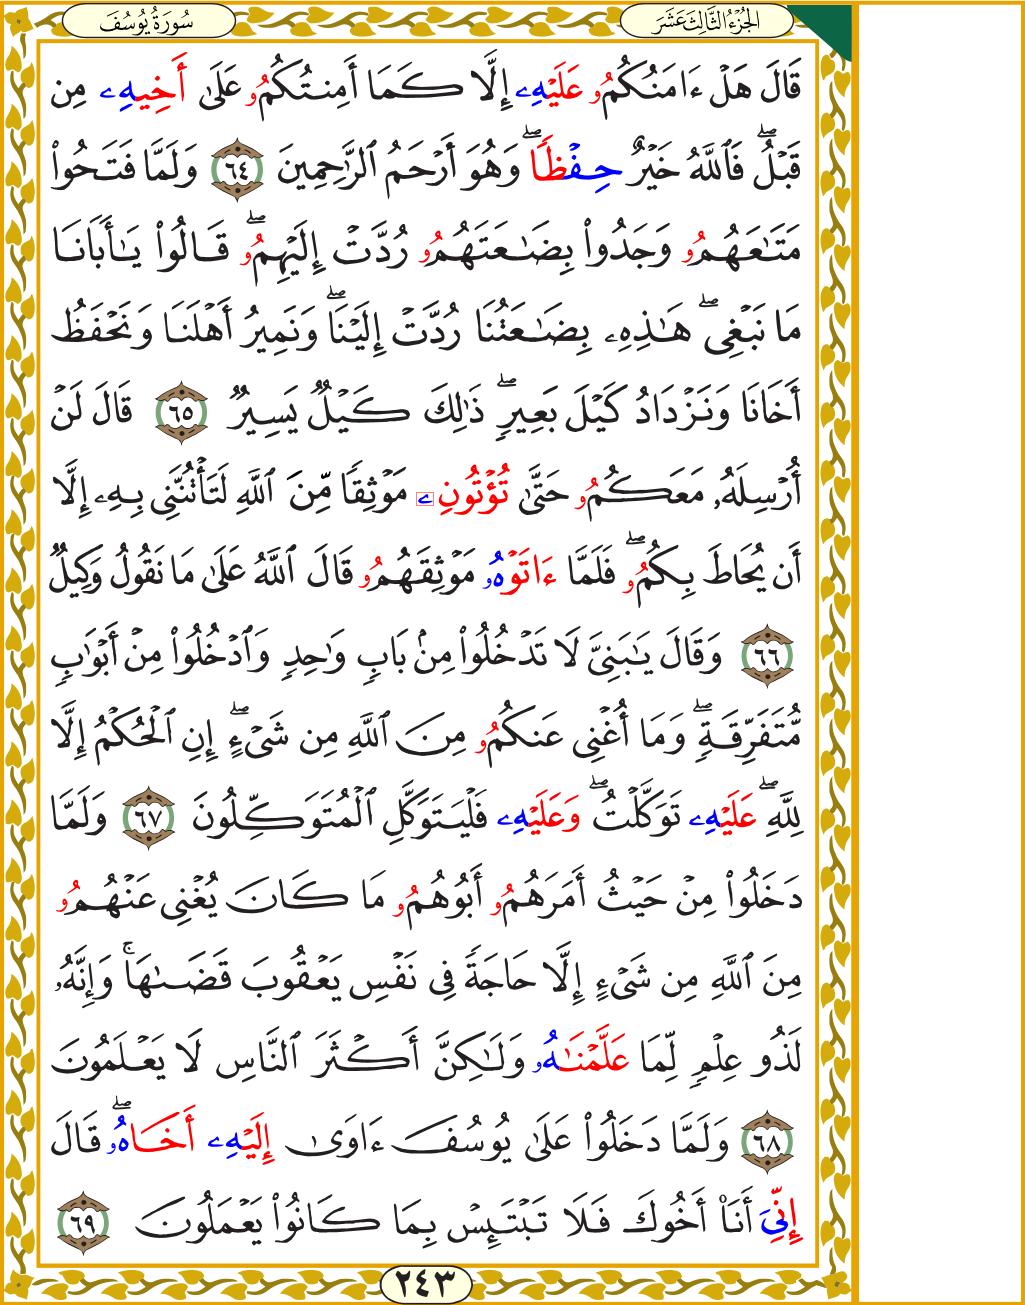 سُورَةُ يُوسُفَ
الجُزْءُ الثَّالِثَ عَشَرَ
قَالَ هَلۡ ءَامَنُكُمُۥ عَلَيۡهِۦ إِلَّا كَمَا أَمِنتُكُمُۥ عَلَىٰ أَخِيهِۦ مِن
قَبۡلُۖ فَٱللَّهُ خَيۡرٌ حِفۡظٗاۖ وَهُوَ أَرۡحَمُ ٱلرَّٰحِمِينَ ٦٤ وَلَمَّا فَتَحُواْ
مَتَٰعَهُمُۥ وَجَدُواْ بِضَٰعَتَهُمُۥ رُدَّتۡ إِلَيۡهِمُۥۖ قَالُواْ يَٰأَبَانَا
مَا نَبۡغِيۖ هَٰذِهِۦ بِضَٰعَتُنَا رُدَّتۡ إِلَيۡنَاۖ وَنَمِيرُ أَهۡلَنَا وَنَحۡفَظُ
أَخَانَا وَنَزۡدَادُ كَيۡلَ بَعِيرٖۖ ذَٰلِكَ كَيۡلٞ يَسِيرٞ ٦٥ قَالَ لَنۡ
أُرۡسِلَهُۥ مَعَكُمُۥ حَتَّىٰ تُؤۡتُونِۦ مَوۡثِقٗا مِّنَ ٱللَّهِ لَتَأۡتُنَّنِي بِهِۦ إِلَّا
أَن يُحَاطَ بِكُمُۥۖ فَلَمَّا ءَاتَوۡهُۥ مَوۡثِقَهُمُۥ قَالَ ٱللَّهُ عَلَىٰ مَا نَقُولُ وَكِيلٞ
٦٦ وَقَالَ يَٰبَنِيَّ لَا تَدۡخُلُواْ مِنۢ بَابٖ وَٰحِدٖ وَٱدۡخُلُواْ مِنۡ أَبۡوَٰبٖ
مُّتَفَرِّقَةٖۖ وَمَا أُغۡنِي عَنكُمُۥ مِنَ ٱللَّهِ مِن شَيۡءٍۖ إِنِ ٱلۡحُكۡمُ إِلَّا
لِلَّهِۖ عَلَيۡهِۦ تَوَكَّلۡتُۖ وَعَلَيۡهِۦ فَلۡيَتَوَكَّلِ ٱلۡمُتَوَكِّلُونَ ٦٧ وَلَمَّا
دَخَلُواْ مِنۡ حَيۡثُ أَمَرَهُمُۥ أَبُوهُمُۥ مَا كَانَ يُغۡنِي عَنۡهُمُۥ
مِنَ ٱللَّهِ مِن شَيۡءٍ إِلَّا حَاجَةٗ فِي نَفۡسِ يَعۡقُوبَ قَضَىٰهَاۚ وَإِنَّهُۥ
لَذُو عِلۡمٖ لِّمَا عَلَّمۡنَٰهُۥ وَلَٰكِنَّ أَكۡثَرَ ٱلنَّاسِ لَا يَعۡلَمُونَ
٦٨ وَلَمَّا دَخَلُواْ عَلَىٰ يُوسُفَ ءَاوَىٰ إِلَيۡهِۦ أَخَاهُۥۖ قَالَ
إِنِّيَ أَنَا۠ أَخُوكَ فَلَا تَبۡتَئِسۡ بِمَا كَانُواْ يَعۡمَلُونَ ٦٩
٢٤٣